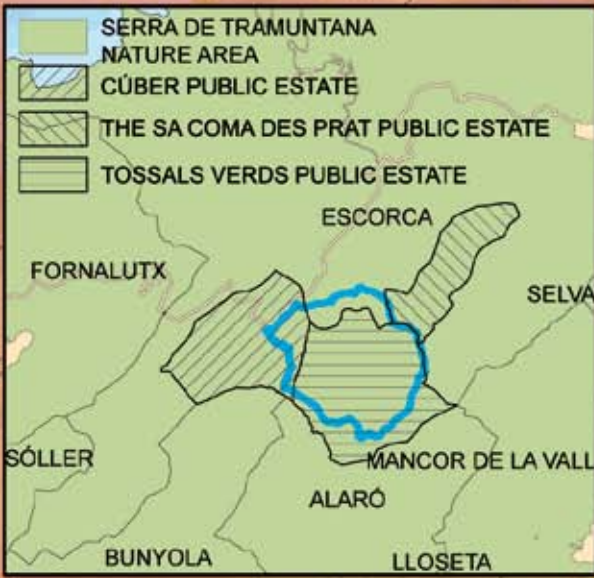 SERRA DE TRAMUNTANA
NATURE AREA
CÚBER PUBLIC ESTATE
THE SA COMA DES PRAT PUBLIC ESTATE
TOSSALS VERDS PUBLIC ESTATE
ESCORCA
FORNALUTX
SELVA
SÓLLER
MANCOR DE LA VALL
ALARÓ
BUNYOLA
LLOSETA